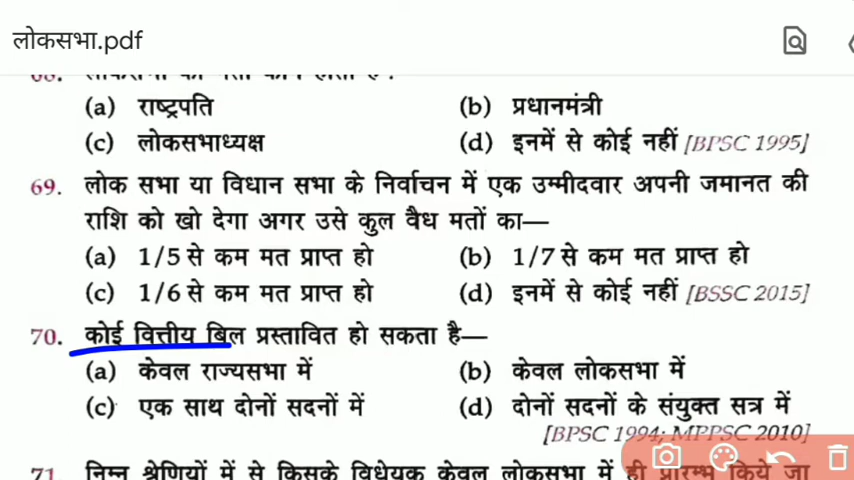 लोकसभा.pdf
(a) राष्ट्रपति (b) प्रधानमंत्री
(c) लोकसभाध्यक्ष (d) इनमें से कोई नहीं [BPSC 1995]
69. लोक सभा या विधान सभा के निर्वाचन में एक उम्मीदवार अपनी जमानत की
राशि को खो देगा अगर उसे कुल वैध मतों का—
(a) 1/5 से कम मत प्राप्त हो (b) 1/7 से कम मत प्राप्त हो
(c) 1/6 से कम मत प्राप्त हो (d) इनमें से कोई नहीं [BSSC 2015]
70. कोई वित्तीय बिल प्रस्तावित हो सकता है—
(a) केवल राज्यसभा में (b) केवल लोकसभा में
(c) एक साथ दोनों सदनों में (d) दोनों सदनों के संयुक्त सत्र में
[BPSC 1994; MPPSC 2010]
71. निम्न श्रेणियों में से किसके विधेयक केवल लोकसभा में ही प्रारम्भ किये जा